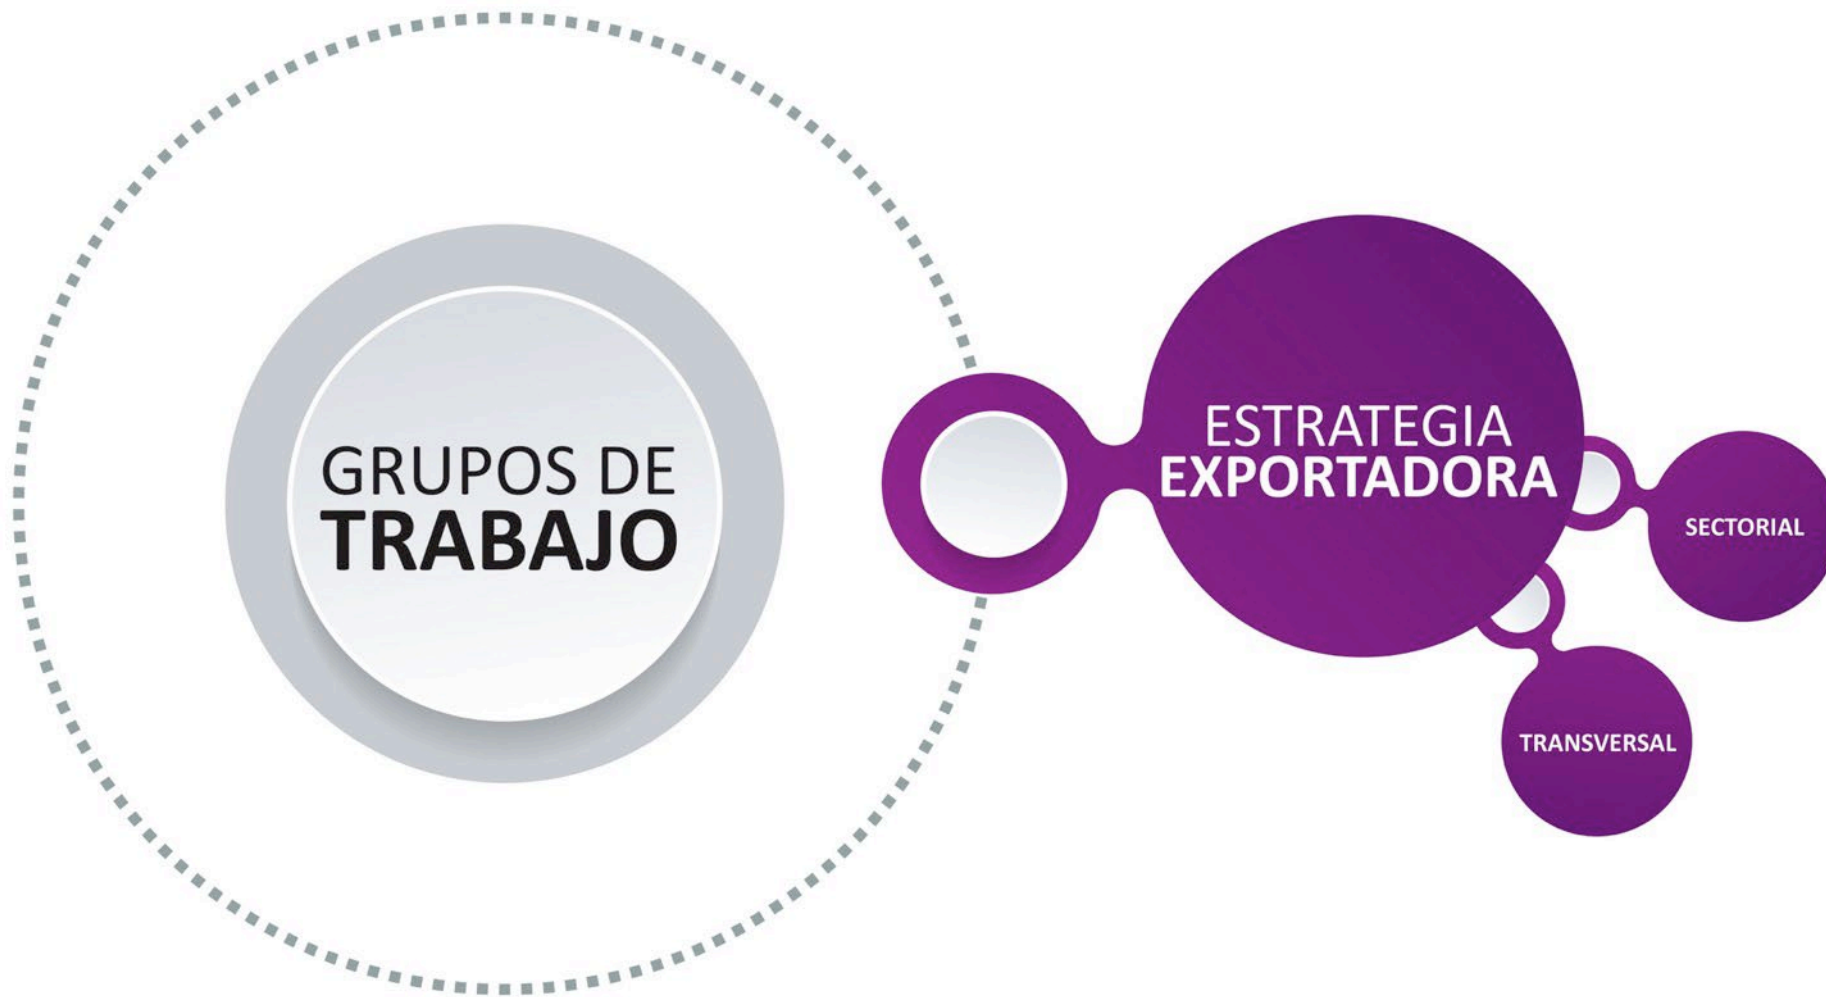 GRUPOS DE
TRABAJO
ESTRATEGIA
EXPORTADORA
SECTORIAL
TRANSVERSAL